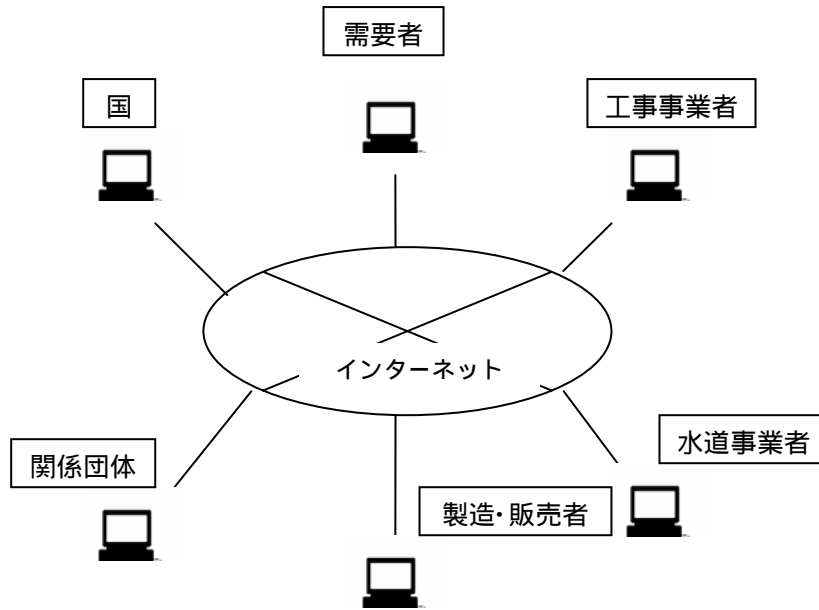 需要者
国
工事事業者
インターネット
水道事業者
関係団体
製造・販売者